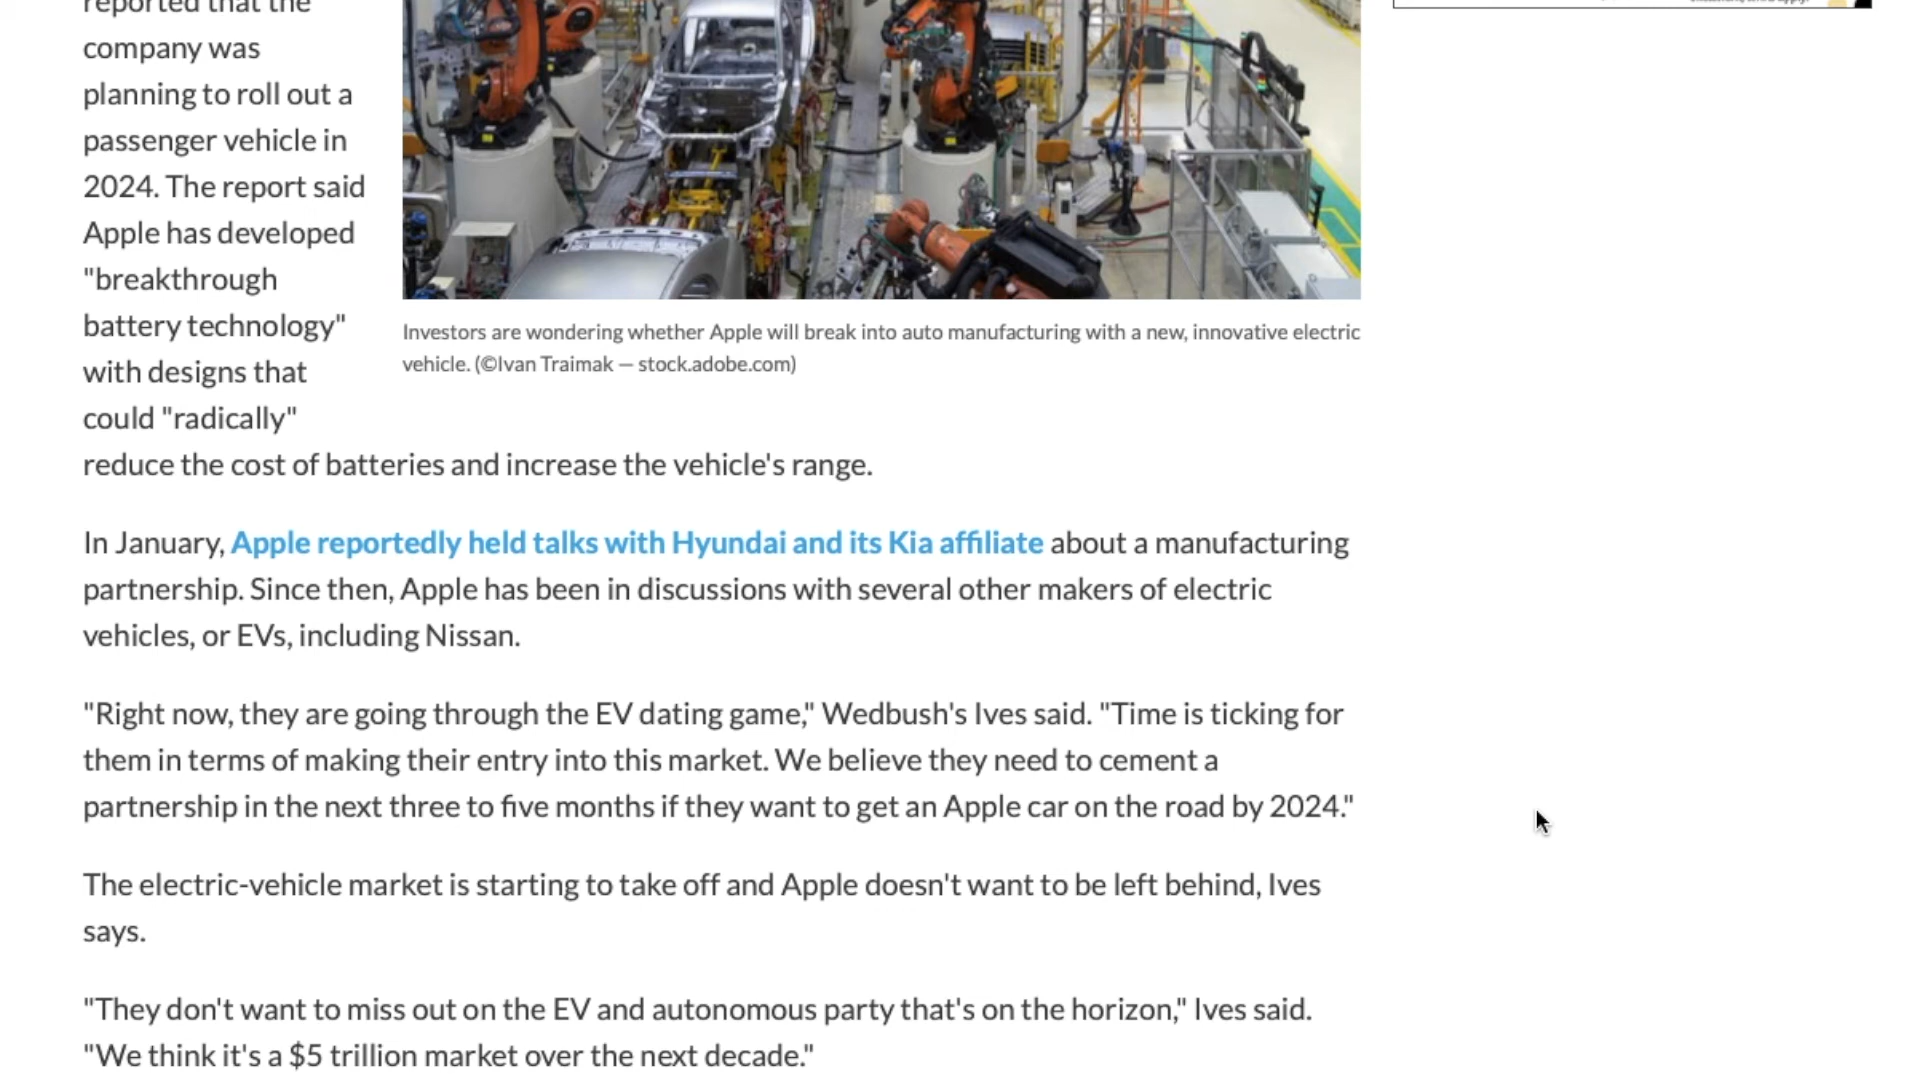 reported that the
company was
planning to roll out a
passenger vehicle in
2024. The report said
Apple has developed
"breakthrough
battery technology"
with designs that
could "radically"
reduce the cost of batteries and increase the vehicle's range.
Investors are wondering whether Apple will break into auto manufacturing with a new, innovative electric
vehicle. (©Ivan Traimak — stock.adobe.com)
In January, Apple reportedly held talks with Hyundai and its Kia affiliate about a manufacturing
partnership. Since then, Apple has been in discussions with several other makers of electric
vehicles, or EVs, including Nissan.
"Right now, they are going through the EV dating game," Wedbush's Ives said. "Time is ticking for
them in terms of making their entry into this market. We believe they need to cement a
partnership in the next three to five months if they want to get an Apple car on the road by 2024."
The electric-vehicle market is starting to take off and Apple doesn't want to be left behind, Ives
says.
"They don't want to miss out on the EV and autonomous party that's on the horizon," Ives said.
"We think it's a $5 trillion market over the next decade."